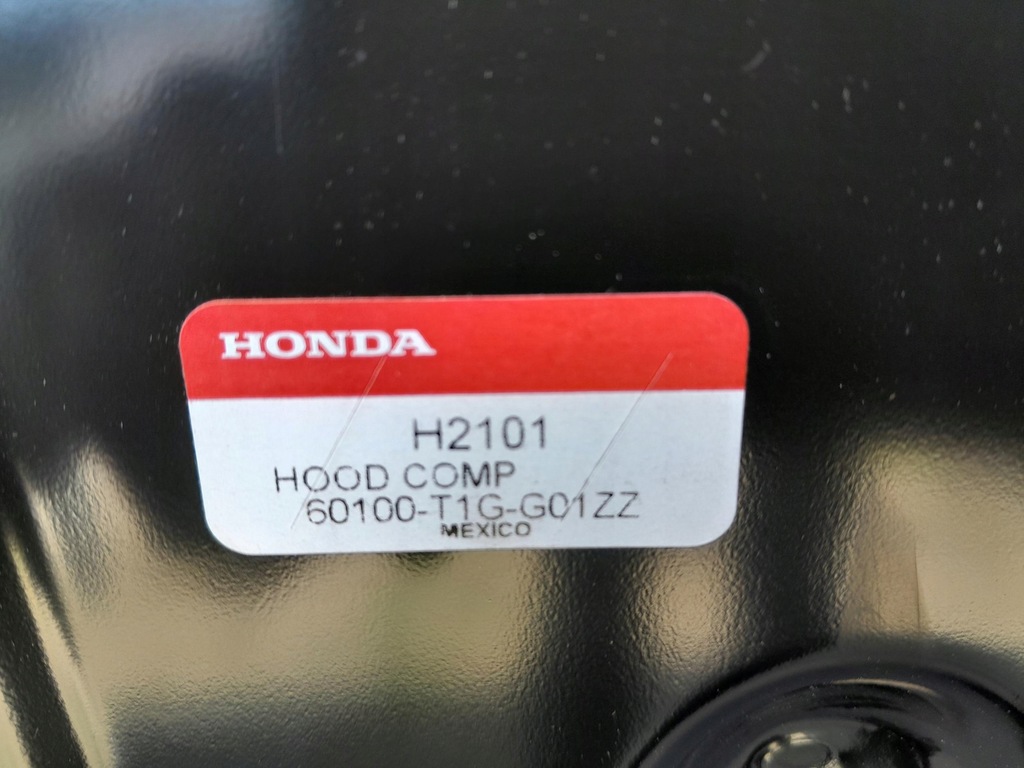 HONDA
H2101
HOOD COMP
60100-T1G-G01ZZ
MEXICO